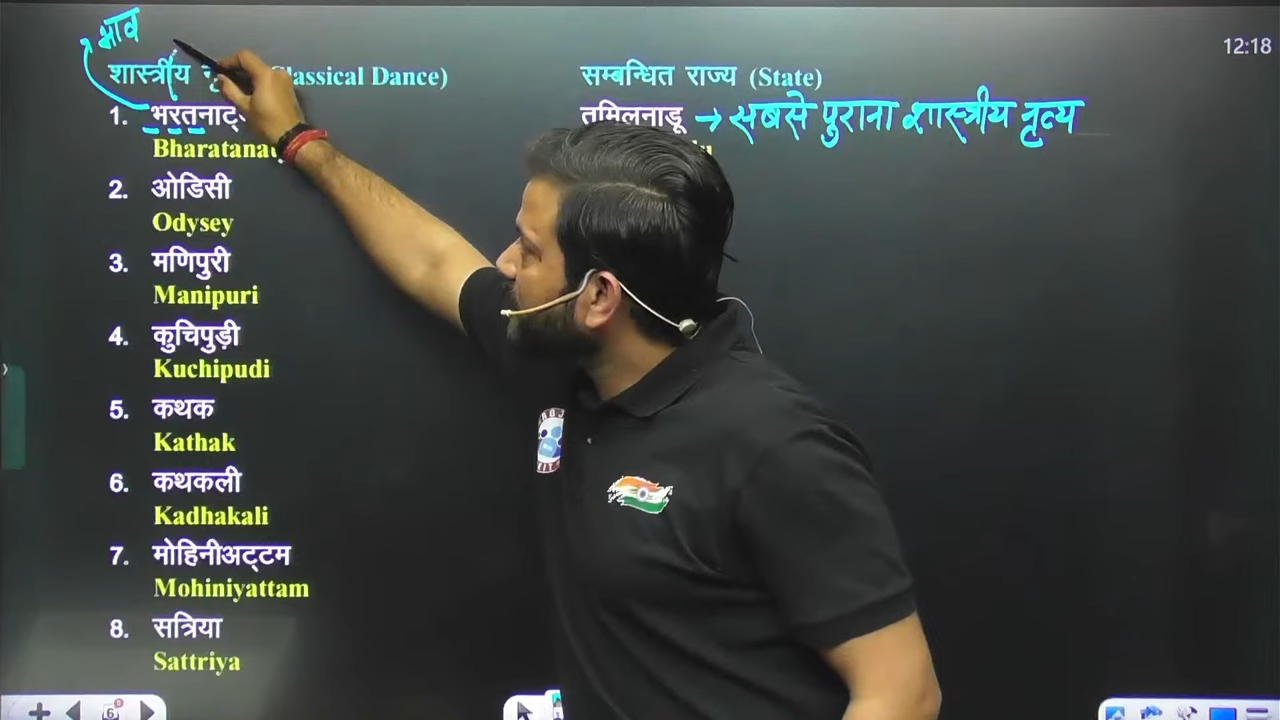 भाव
12:18
शास्त्रीय Classical Dance) सम्बन्धित राज्य (State)
1. भरतनाट् तमिलनाडू → सबसे पुराना शास्त्रीय नृत्य
2. ओडिसी
Odysey
3. मणिपुरी
Manipuri
4. कुचिपुड़ी
Kuchipudi
5. कथक
Kathak
6. कथकली
Kadhakali
7. मोहिनीअट्टम
Mohiniyattam
8. सत्रिया
Sattriya
6